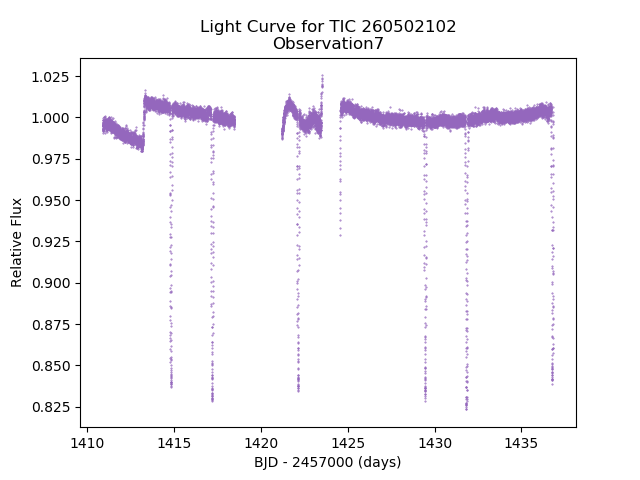 Light Curve for TIC 260502102
Observation7
1.025
1.000
0.975
0.950
0.925
0.900
0.875
0.850
0.825
Relative Flux
1410 1415 1420 1425 1430 1435
BJD - 2457000 (days)